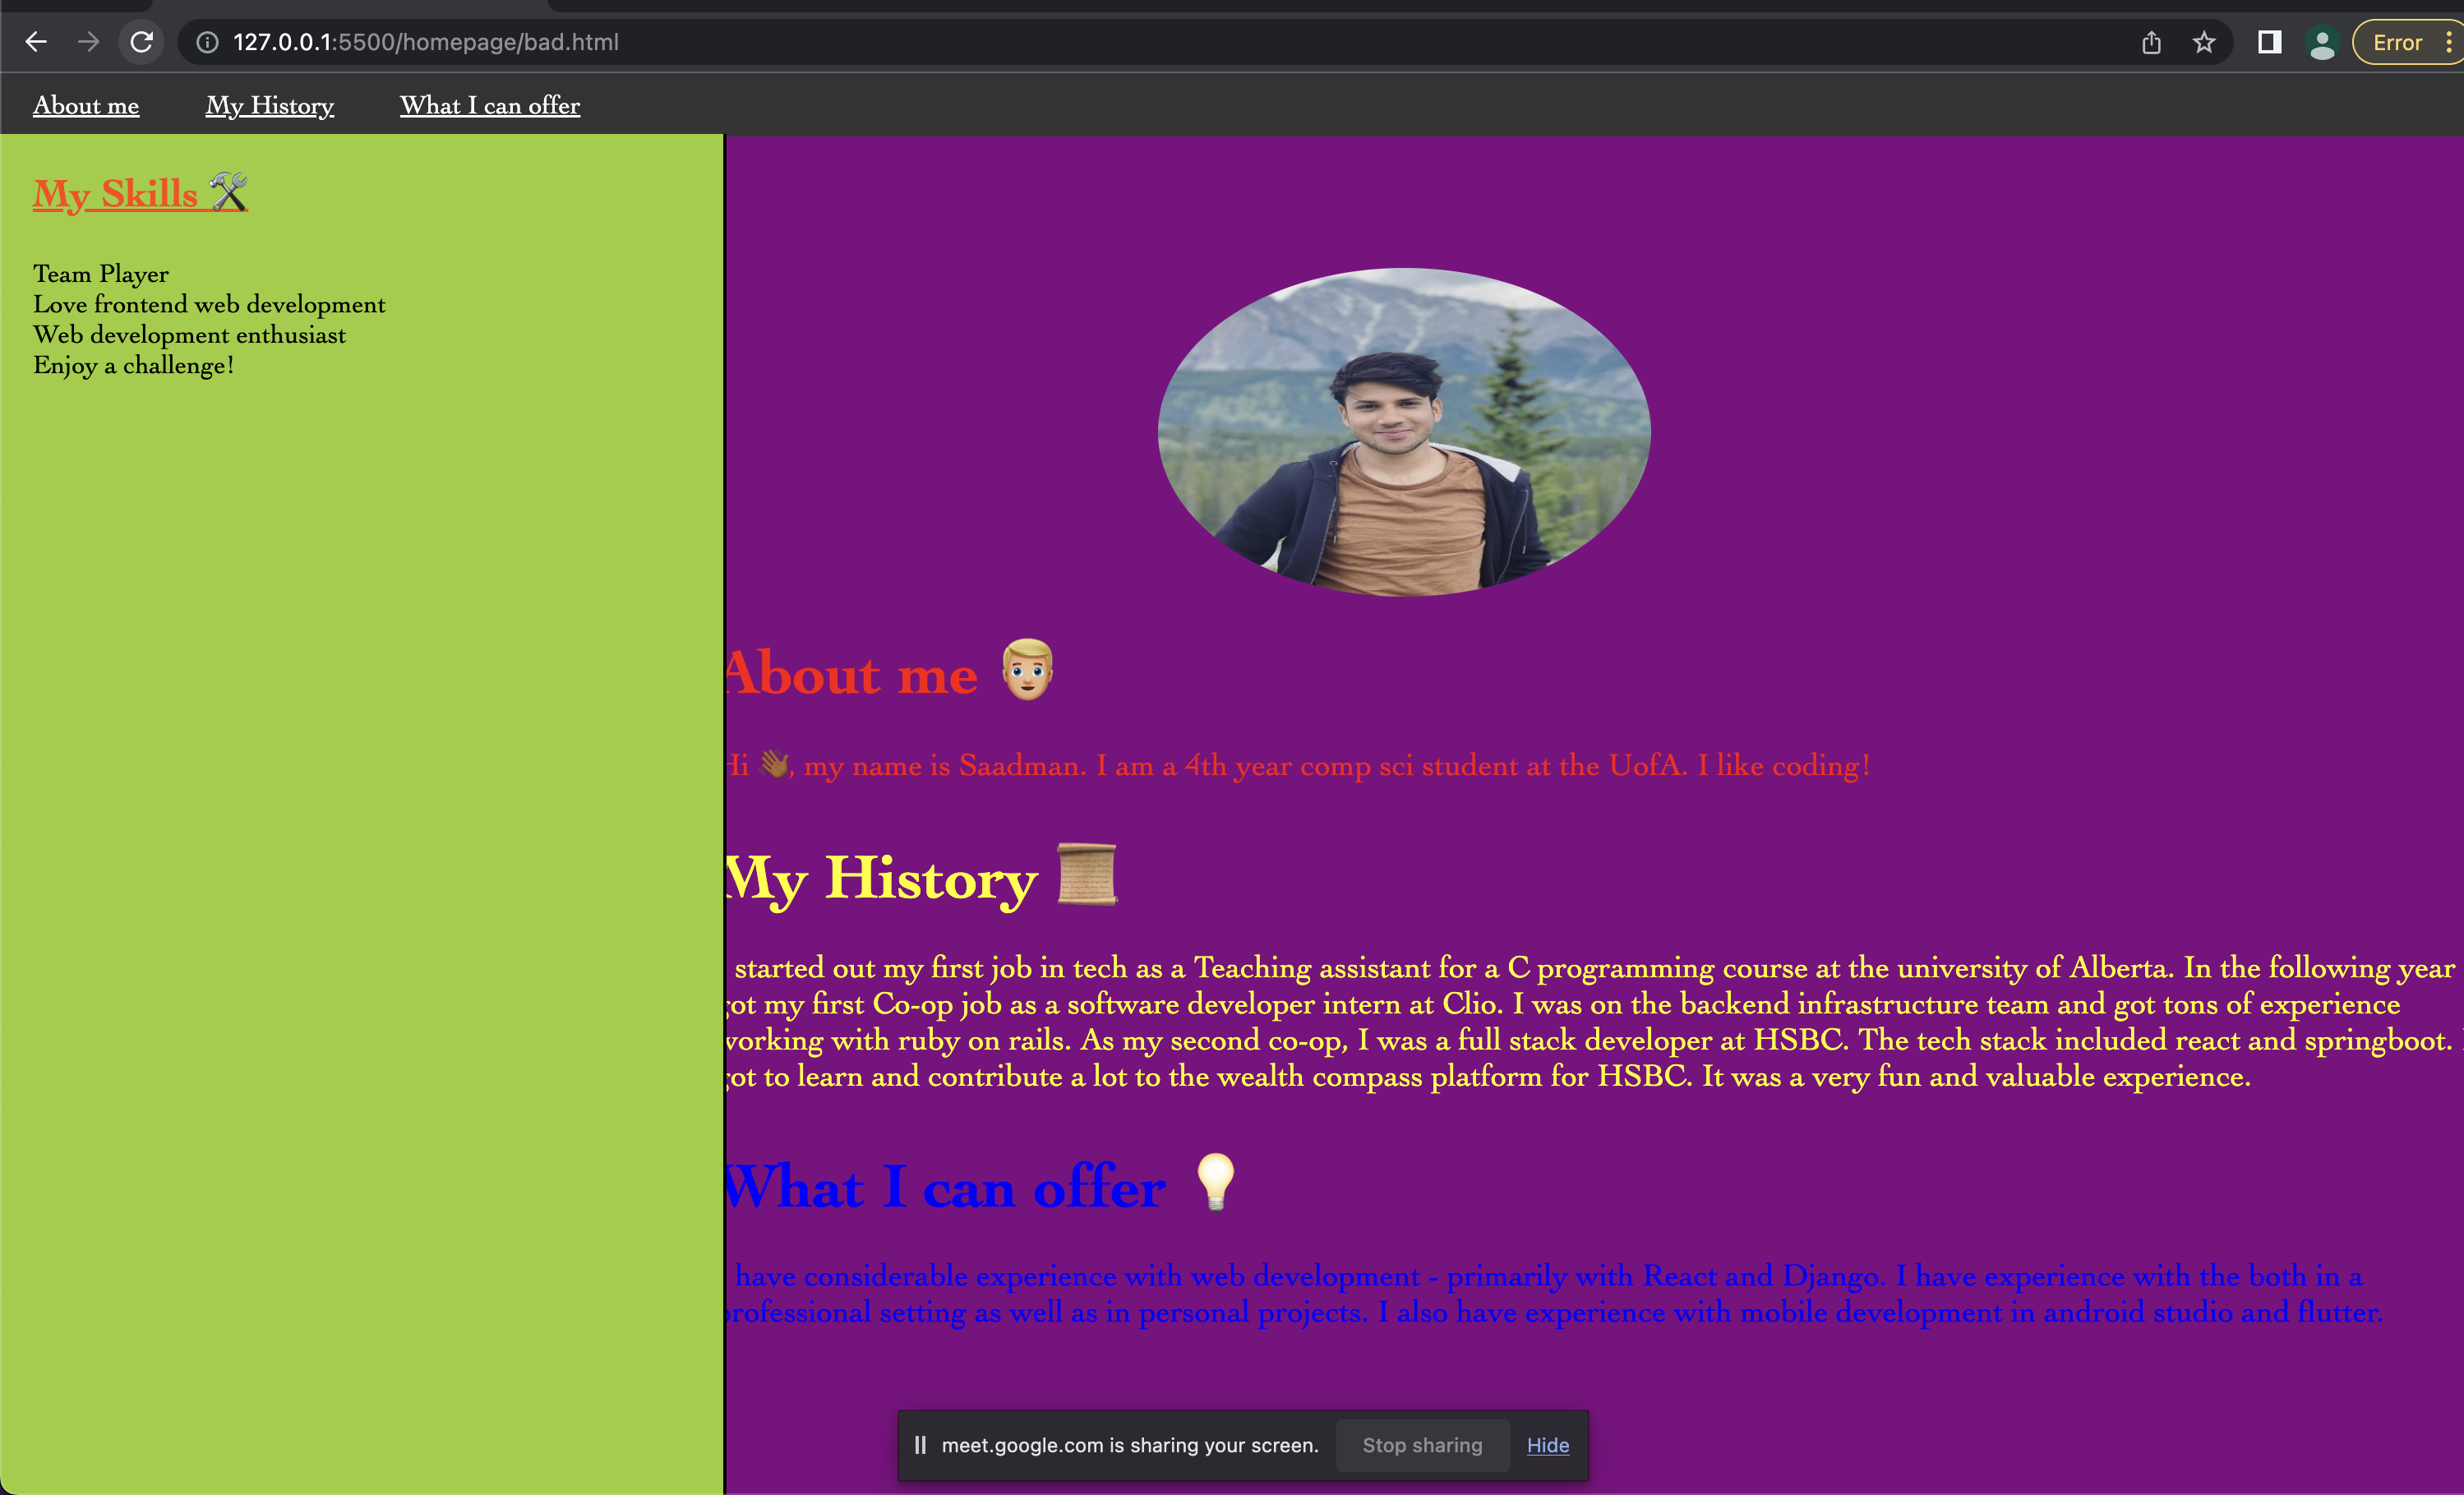 127.0.0.1:5500/homepage/bad.html
Error
About me
My History
What I can offer
My Skills 🛠
Team Player
Love frontend web development
Web development enthusiast
Enjoy a challenge!
About me 👨🏼
Hi 👋🏾, my name is Saadman. I am a 4th year comp sci student at the UofA. I like coding!
My History 📜
started out my first job in tech as a Teaching assistant for a C programming course at the university of Alberta. In the following year
got my first Co-op job as a software developer intern at Clio. I was on the backend infrastructure team and got tons of experience
working with ruby on rails. As my second co-op, I was a full stack developer at HSBC. The tech stack included react and springboot.
got to learn and contribute a lot to the wealth compass platform for HSBC. It was a very fun and valuable experience.
What I can offer 💡
have considerable experience with web development - primarily with React and Django. I have experience with the both in a
professional setting as well as in personal projects. I also have experience with mobile development in android studio and flutter.
meet.google.com is sharing your screen.
Stop sharing
Hide